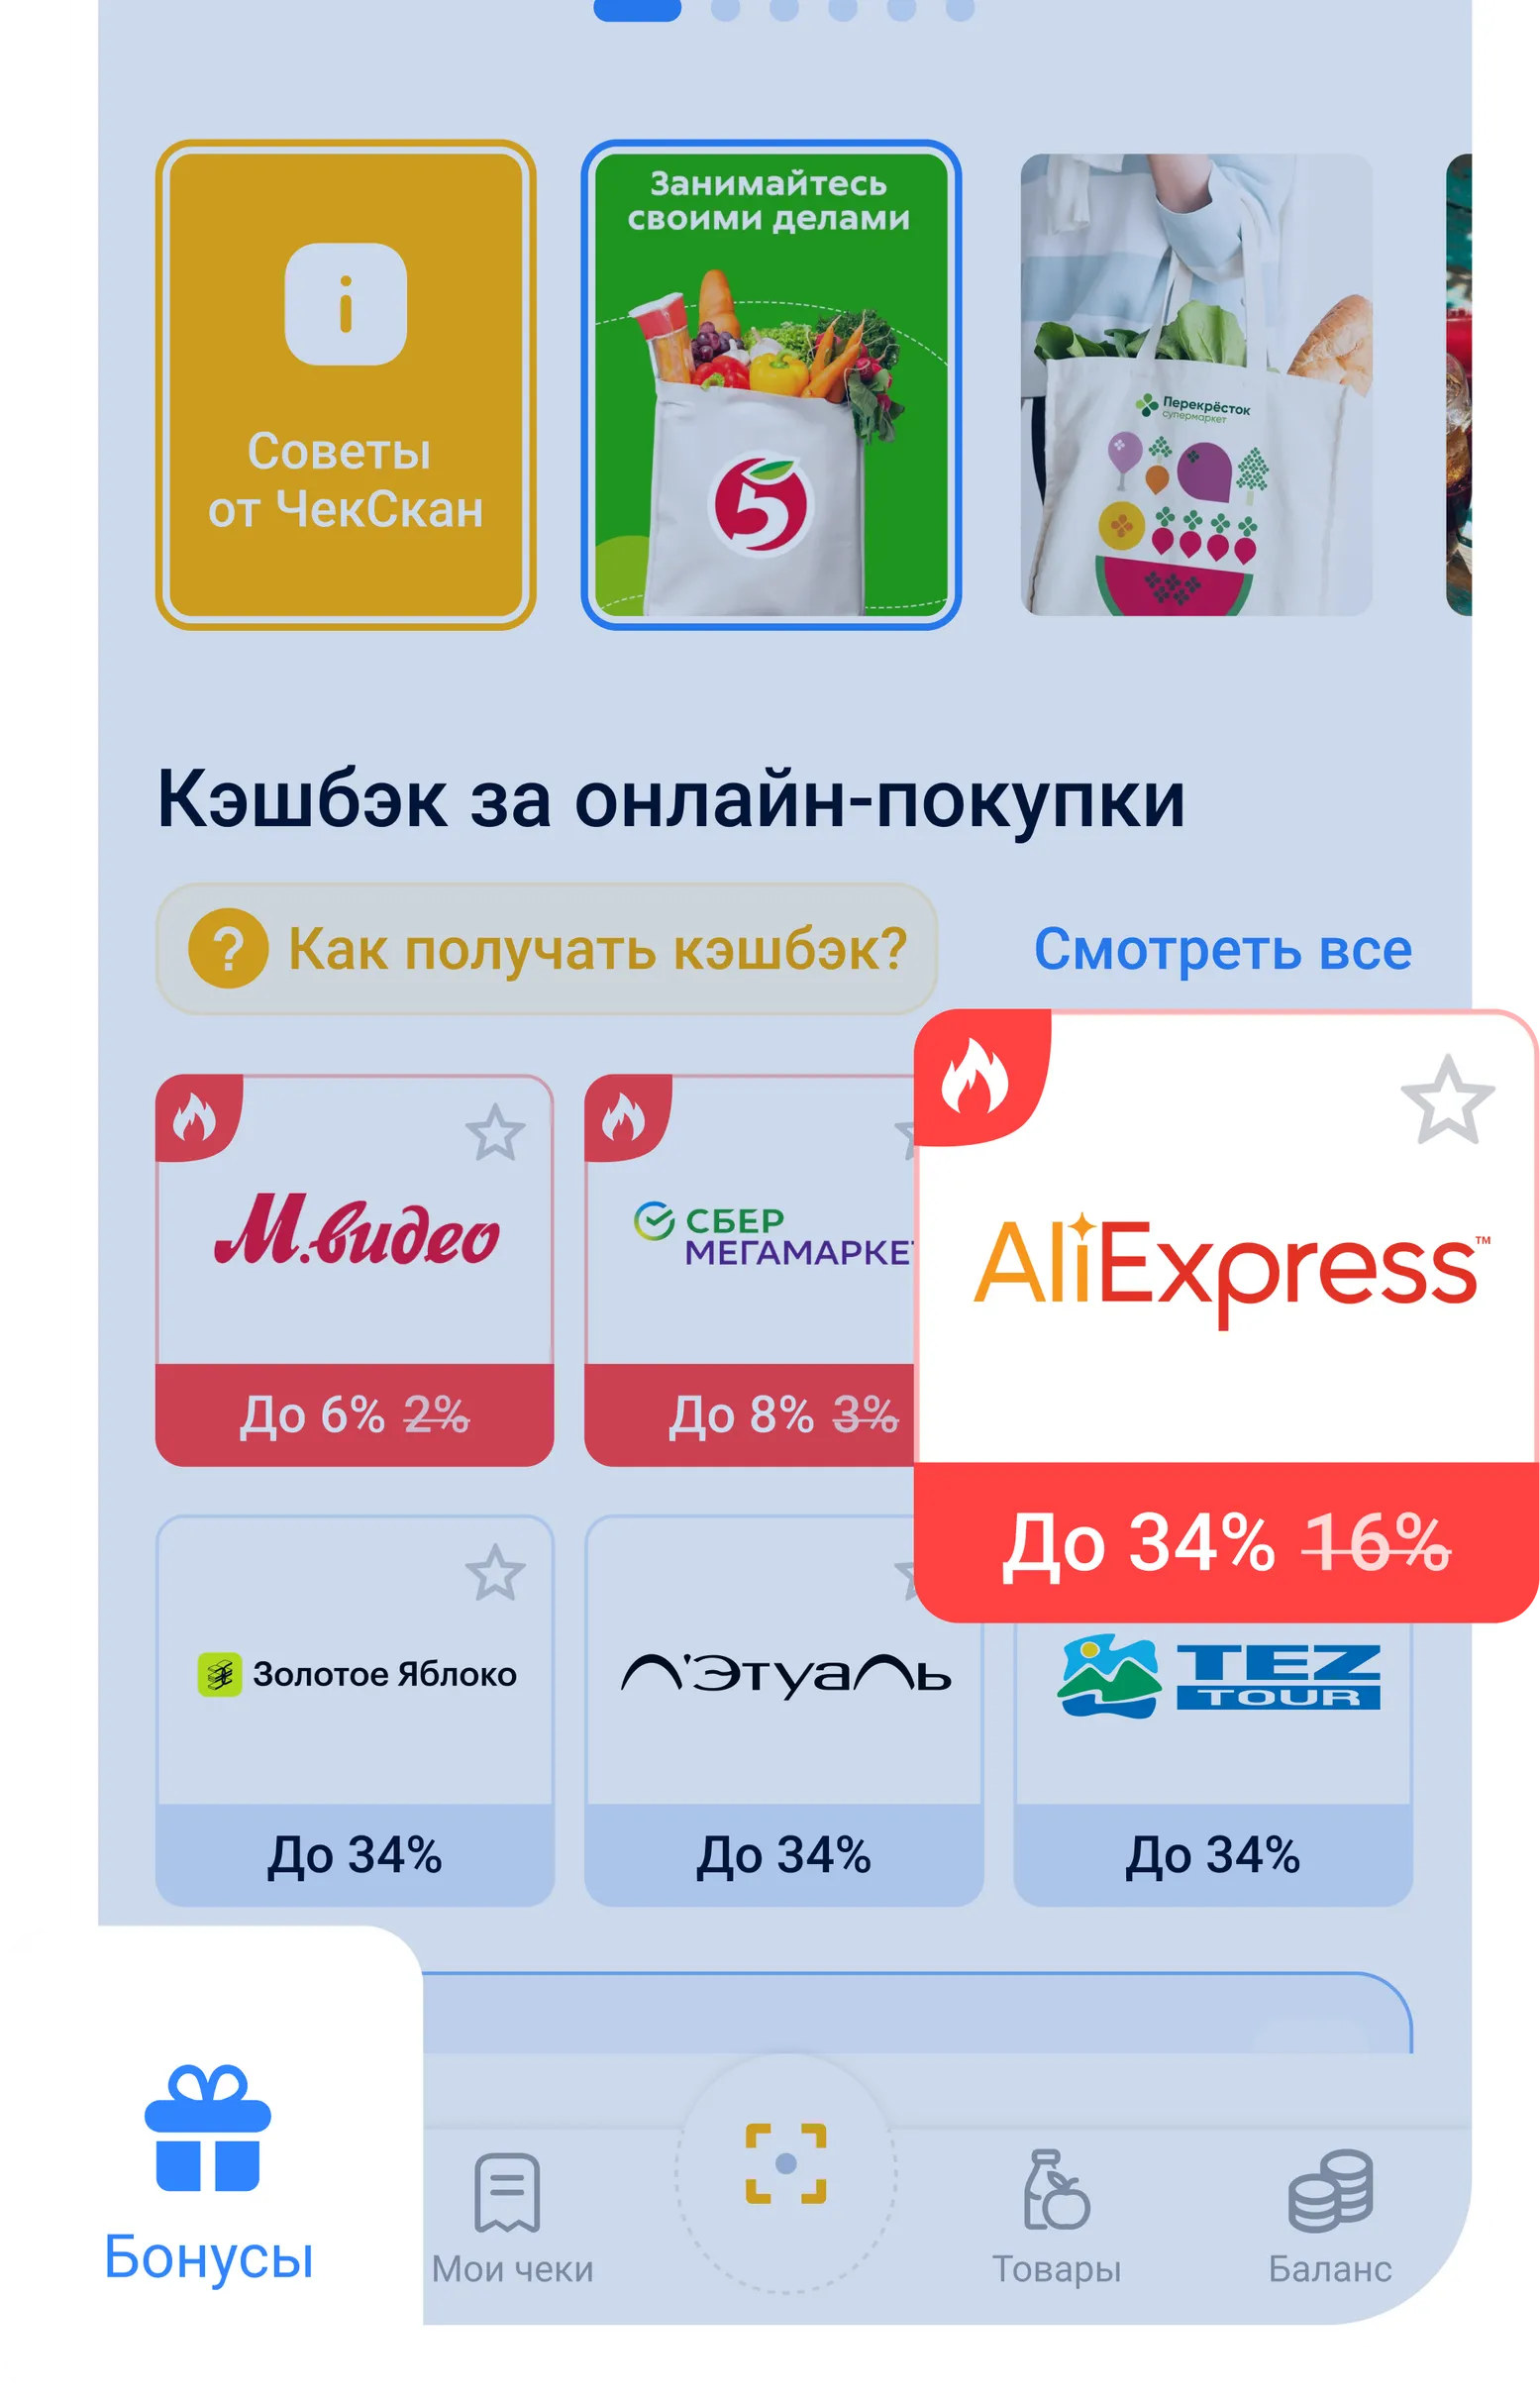 Советы
от ЧекСкан
Занимайтесь
своими делами
5
Перекрёсток
супермаркет
Кэшбэк за онлайн-покупки
? Как получать кэшбэк?
Смотреть все
М.видео
До 6% 2%
СБЕР
МЕГАМАРКЕТ
До 8% 3%
AliExpress™
До 34% 16%
Золотое Яблоко
До 34%
Л'Этуаль
До 34%
TEZ
TOUR
До 34%
Бонусы
Мои чеки
Товары
Баланс